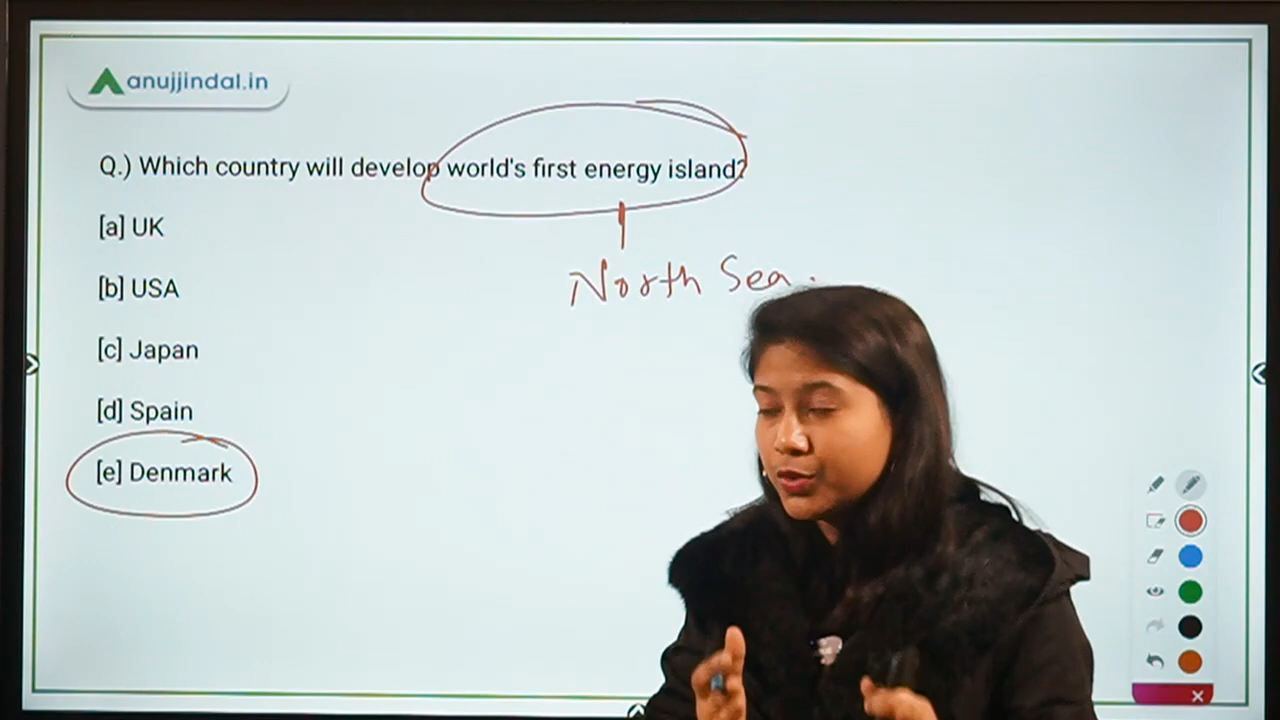 anujjindal.in
Q.) Which country will develop world's first energy island?
[a] UK
North Sea.
[b] USA
[c] Japan
[d] Spain
[e] Denmark